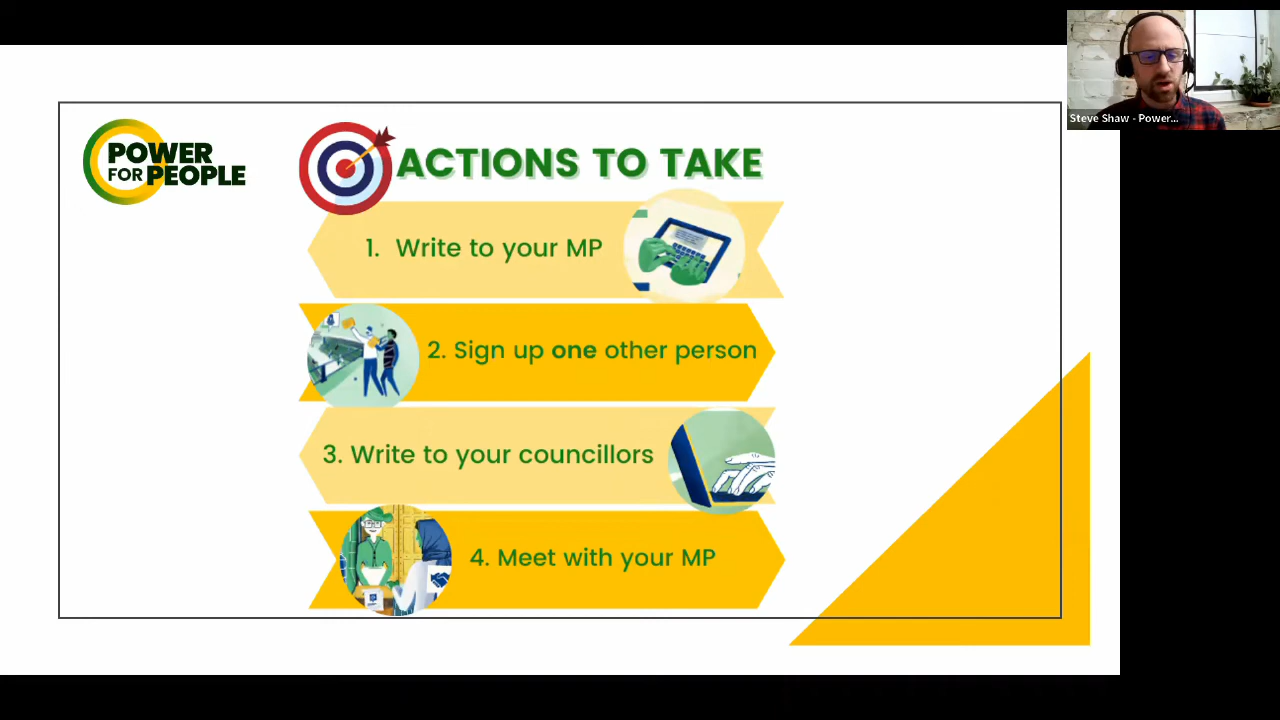 POWER
FOR PEOPLE
ACTIONS TO TAKE
1. Write to your MP
2. Sign up one other person
3. Write to your councillors
4. Meet with your MP
Steve Shaw - Power...